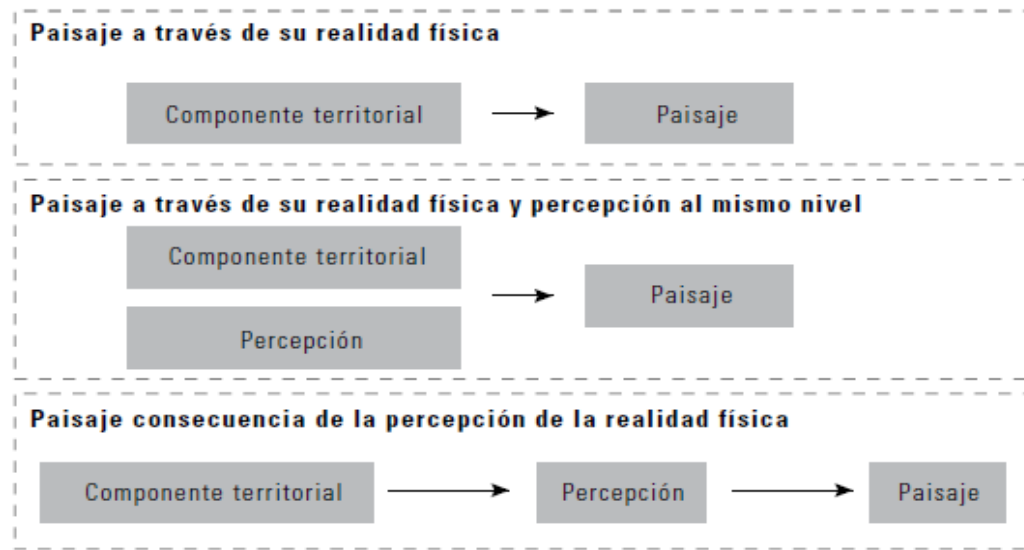 Paisaje a través de su realidad física
Componente territorial
Paisaje
Paisaje a través de su realidad física y percepción al mismo nivel
Componente territorial
Percepción
Paisaje
Paisaje consecuencia de la percepción de la realidad física
Componente territorial
Percepción
Paisaje